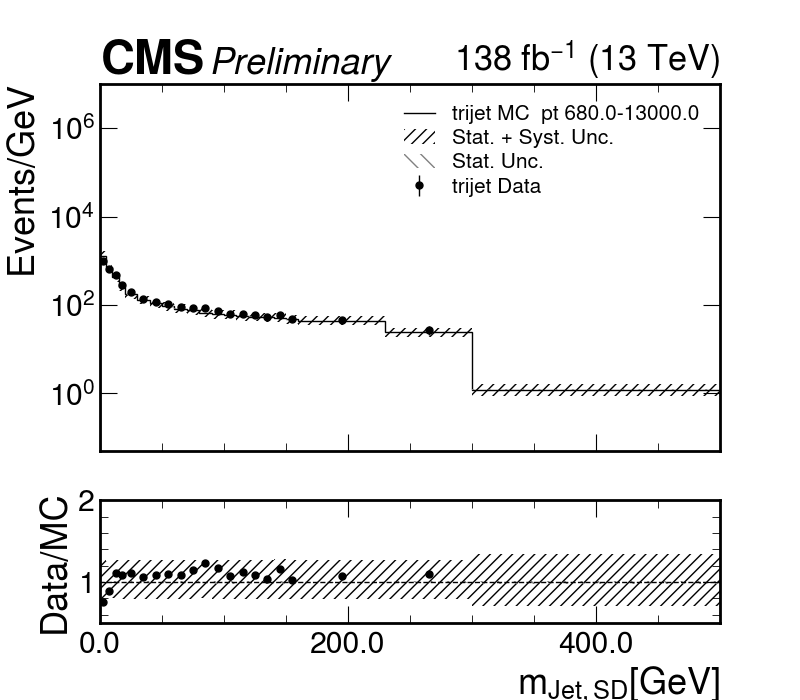 CMS Preliminary 138 fb⁻¹ (13 TeV)
Events/GeV
10⁶
10⁴
10²
10⁰
trijet MC pt 680.0-13000.0
Stat. + Syst. Unc.
Stat. Unc.
trijet Data
Data/MC
2
1
0.0 200.0 400.0
m_Jet, SD[GeV]